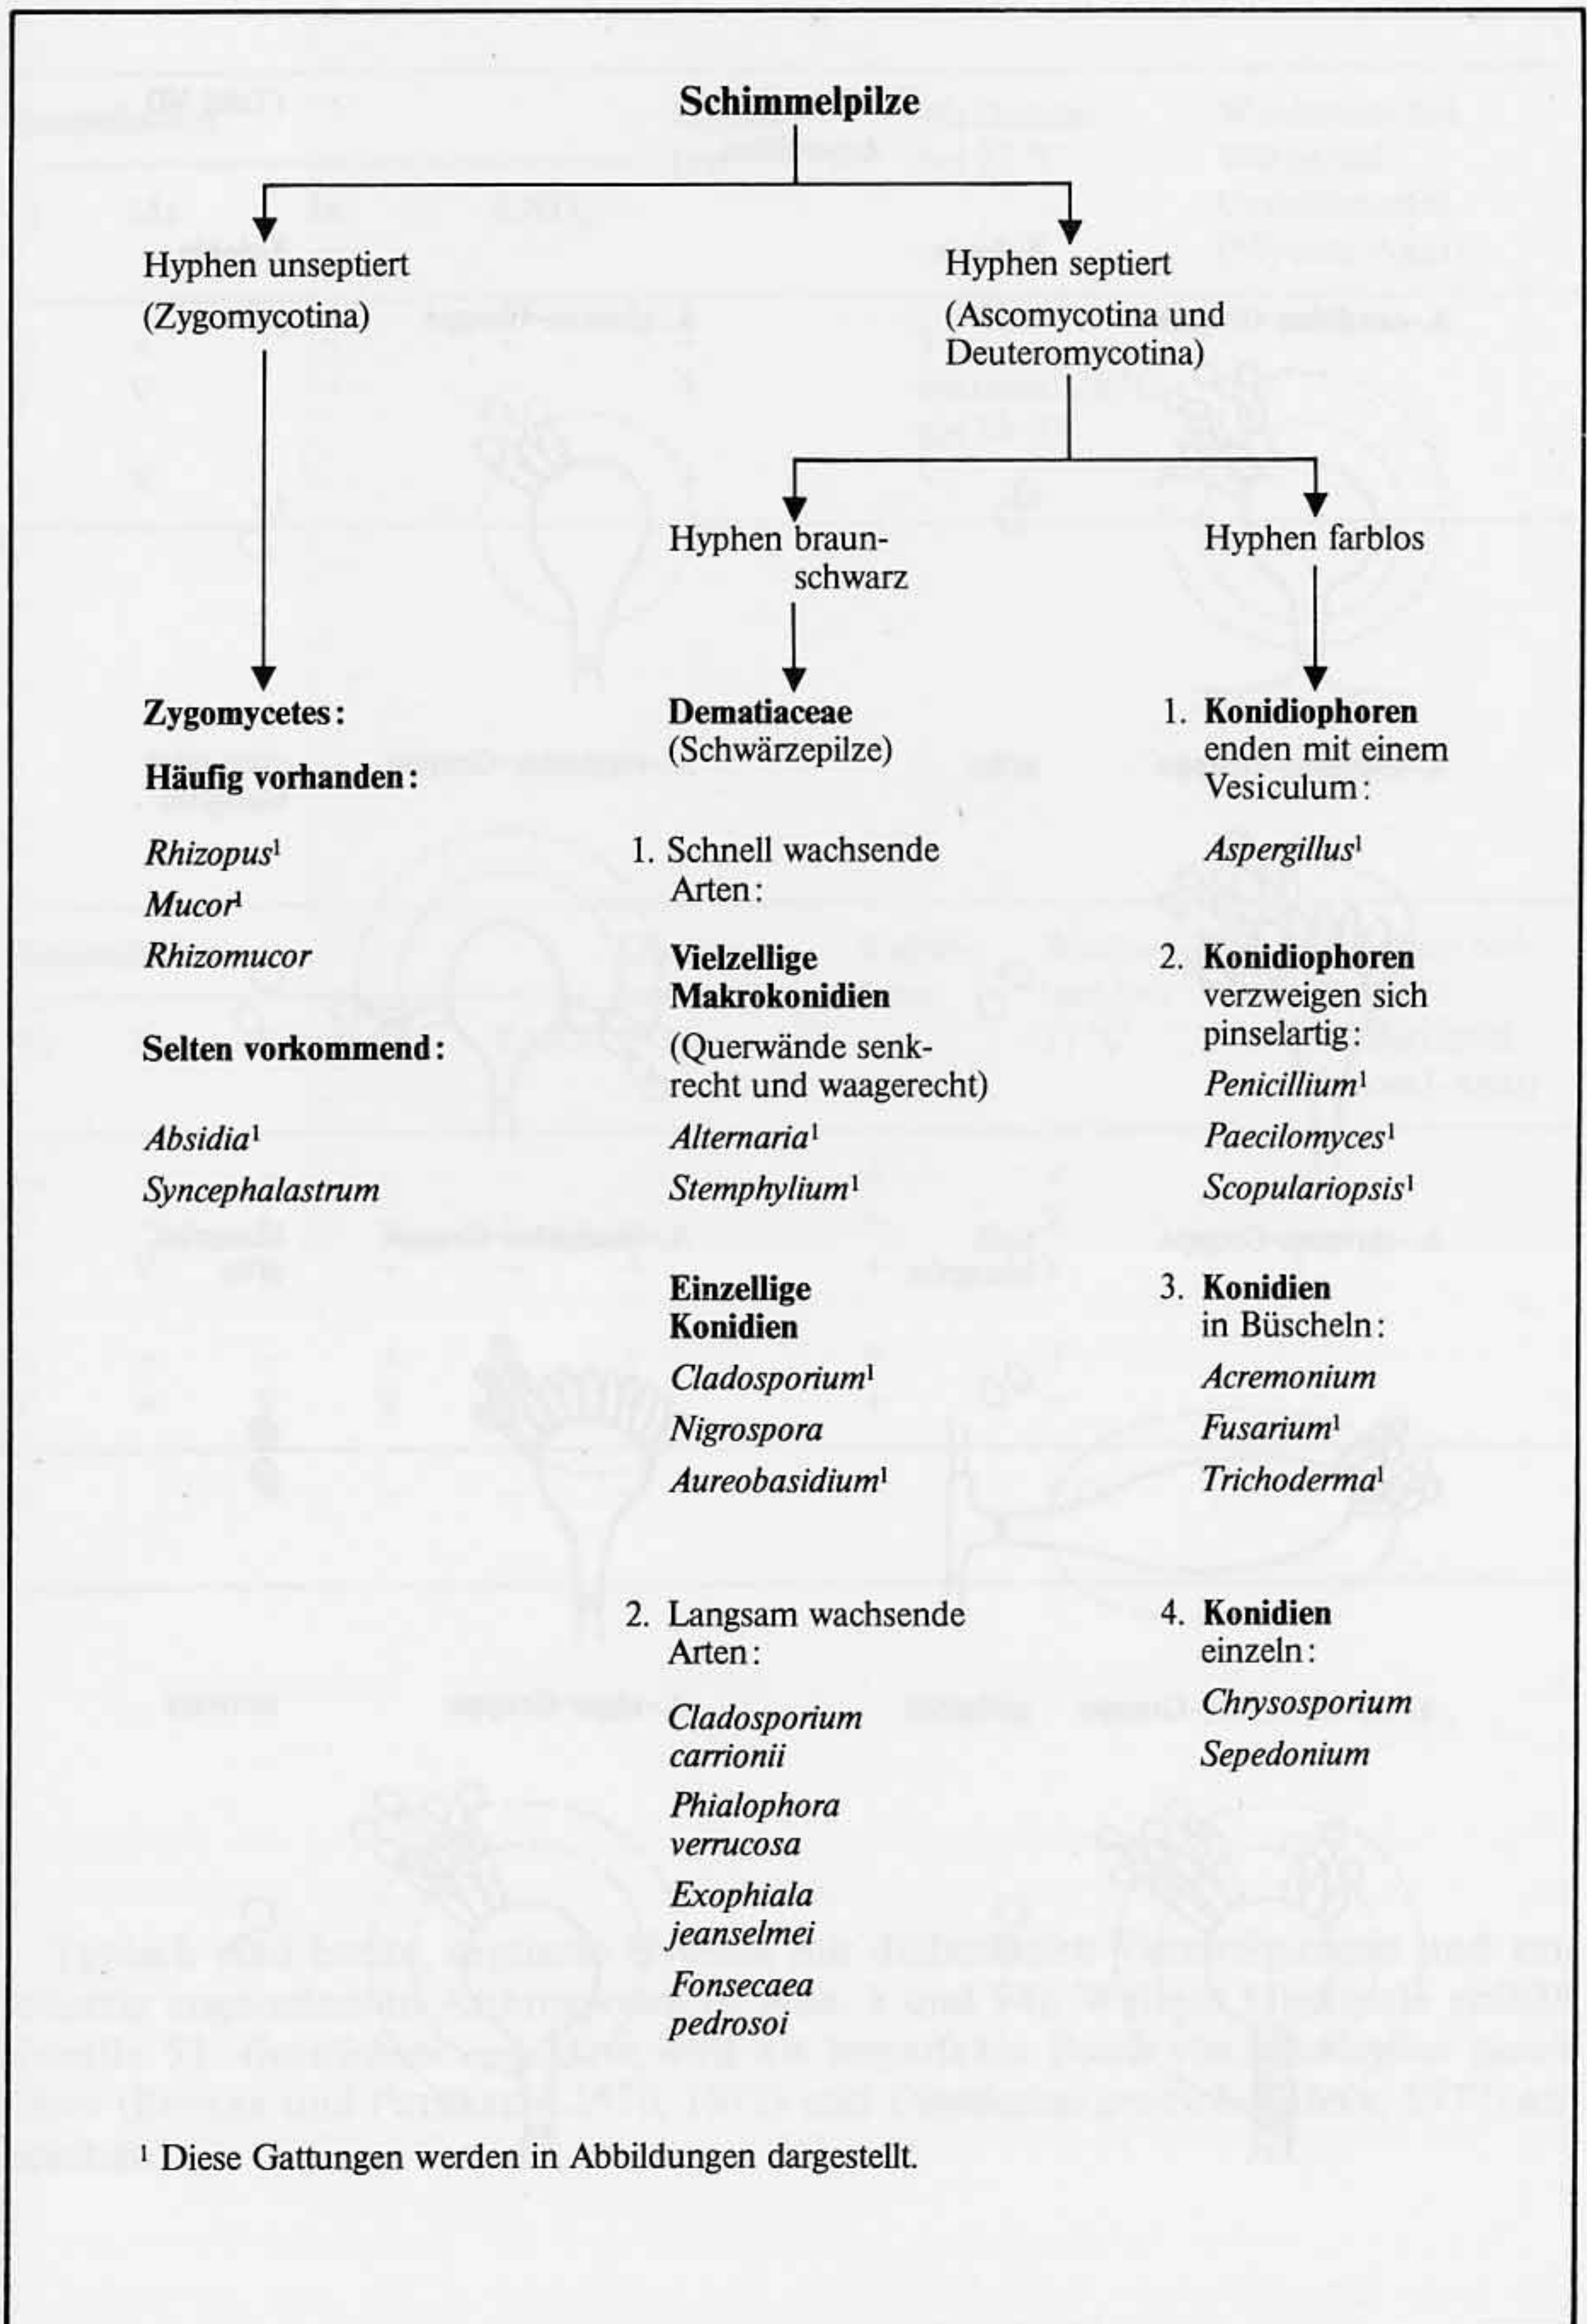 Schimmelpilze
Hyphen unseptiert
(Zygomycotina)
Hyphen septiert
(Ascomycotina und
Deuteromycotina)
Hyphen braun-
schwarz
Hyphen farblos
Zygomycetes:
Häufig vorhanden:
Rhizopus¹
Mucor¹
Rhizomucor
Selten vorkommend:
Absidia¹
Syncephalastrum
Dematiaceae
(Schwärzepilze)
1. Schnell wachsende
Arten:
Vielzellige
Makrokonidien
(Querwände senk-
recht und waagerecht)
Alternaria¹
Stemphylium¹
Einzellige
Konidien
Cladosporium¹
Nigrospora
Aureobasidium¹
2. Langsam wachsende
Arten:
Cladosporium
carrionii
Phialophora
verrucosa
Exophiala
jeanselmei
Fonsecaea
pedrosoi
1. Konidiophoren
enden mit einem
Vesiculum:
Aspergillus¹
2. Konidiophoren
verzweigen sich
pinselartig:
Penicillium¹
Paecilomyces¹
Scopulariopsis¹
3. Konidien
in Büscheln:
Acremonium
Fusarium¹
Trichoderma¹
4. Konidien
einzeln:
Chrysosporium
Sepedonium
¹ Diese Gattungen werden in Abbildungen dargestellt.